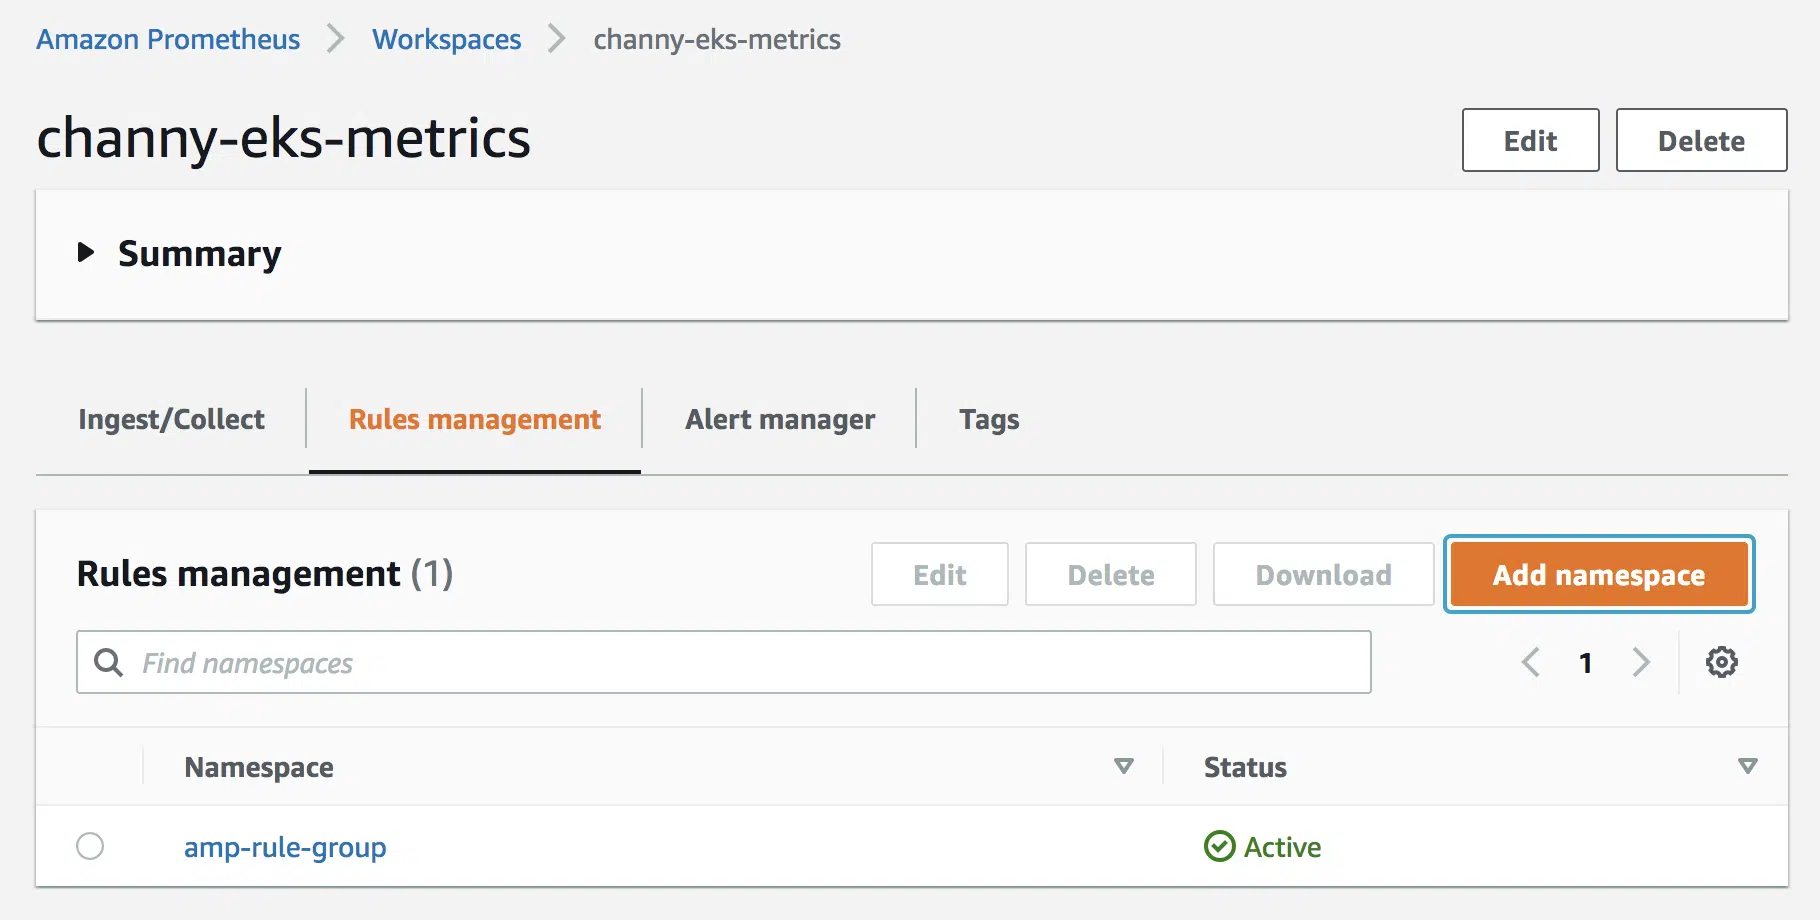 Amazon Prometheus Workspaces channy-eks-metrics
channy-eks-metrics
Edit Delete
Summary
Ingest/Collect Rules management Alert manager Tags
Rules management (1) Edit Delete Download Add namespace
Find namespaces 1
Namespace Status
amp-rule-group Active